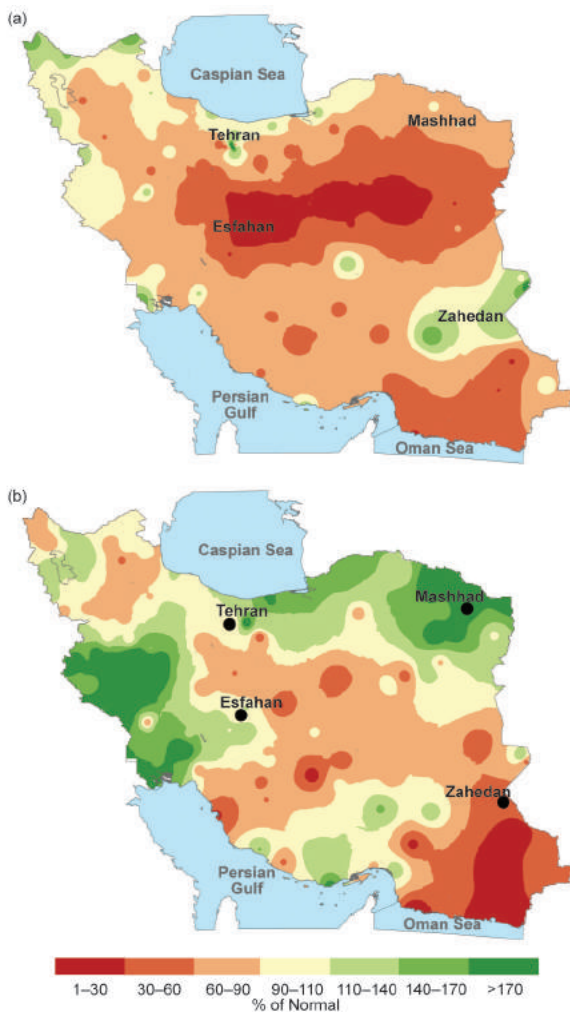 (a)
Caspian Sea
Tehran
Mashhad
Esfahan
Zahedan
Persian
Gulf
Oman Sea
(b)
Caspian Sea
Tehran
Mashhad
Esfahan
Zahedan
Persian
Gulf
Oman Sea
1–30 30–60 60–90 90–110 110–140 140–170 >170
% of Normal